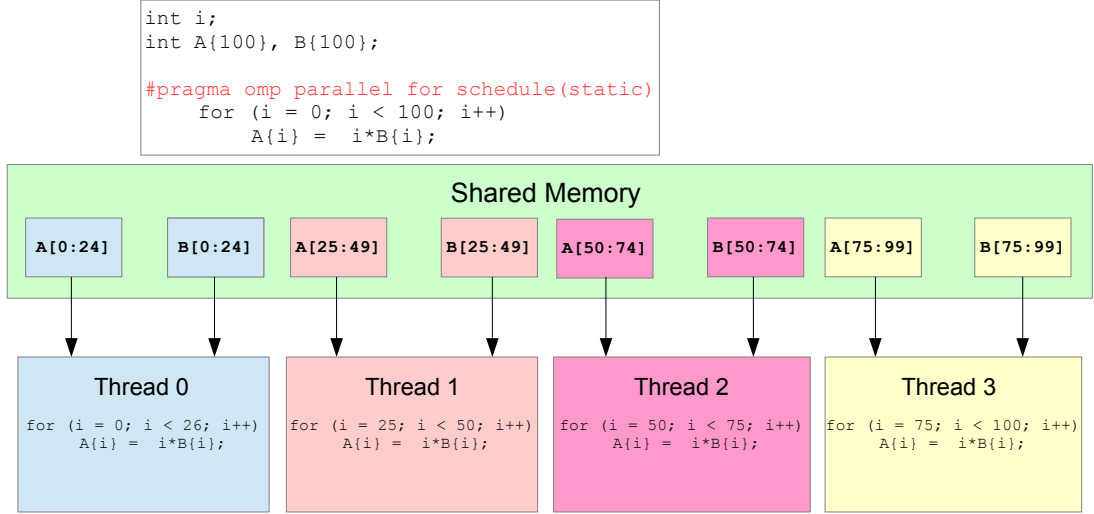 int i;
int A{100}, B{100};
#pragma omp parallel for schedule(static)
for (i = 0; i < 100; i++)
A{i} =  i*B{i};
Shared Memory
A[0:24] B[0:24] A[25:49] B[25:49] A[50:74] B[50:74] A[75:99] B[75:99]
Thread 0
for (i = 0; i < 26; i++)
A{i} =  i*B{i};
Thread 1
for (i = 25; i < 50; i++)
A{i} =  i*B{i};
Thread 2
for (i = 50; i < 75; i++)
A{i} =  i*B{i};
Thread 3
for (i = 75; i < 100; i++)
A{i} =  i*B{i};